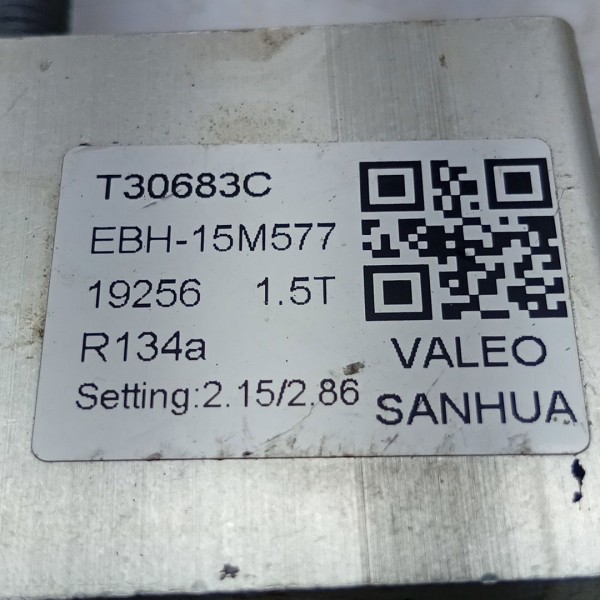 T30683C
EBH-15M577
19256 1.5T
R134a
Setting:2.15/2.86
VALEO
SANHUA